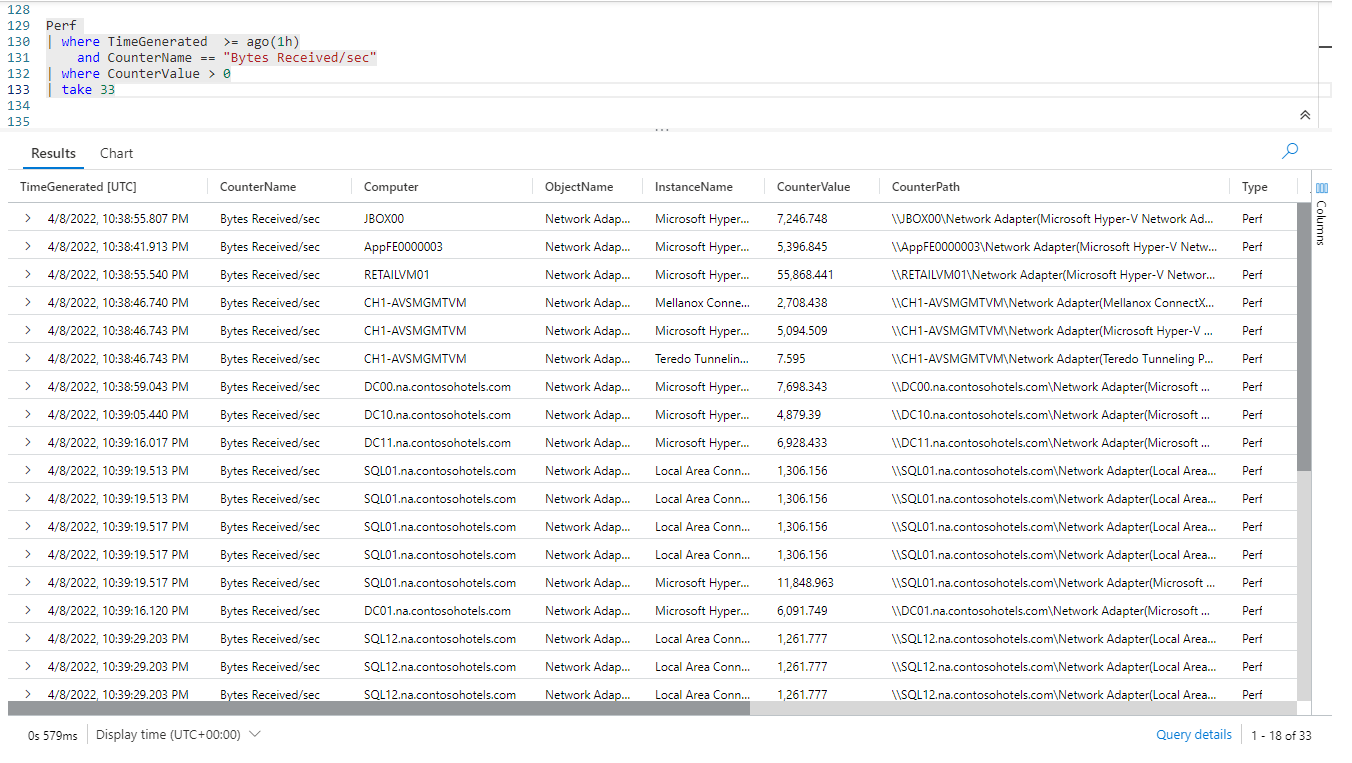 128
129 Perf
130 | where TimeGenerated >= ago(1h)
131 and CounterName == "Bytes Received/sec"
132 | where CounterValue > 0
133 | take 33
134
135
Results Chart
TimeGenerated [UTC] CounterName Computer ObjectName InstanceName CounterValue CounterPath Type
Columns
4/8/2022, 10:38:55.807 PM Bytes Received/sec JBOX00 Network Adap... Microsoft Hyper... 7,246.748 \\JBOX00\Network Adapter(Microsoft Hyper-V Network Ad... Perf
4/8/2022, 10:38:41.913 PM Bytes Received/sec AppFE0000003 Network Adap... Microsoft Hyper... 5,396.845 \\AppFE0000003\Network Adapter(Microsoft Hyper-V Netw... Perf
4/8/2022, 10:38:55.540 PM Bytes Received/sec RETAILVM01 Network Adap... Microsoft Hyper... 55,868.441 \\RETAILVM01\Network Adapter(Microsoft Hyper-V Networ... Perf
4/8/2022, 10:38:46.740 PM Bytes Received/sec CH1-AVSMGMTVM Network Adap... Mellanox Conne... 2,708.438 \\CH1-AVSMGMTVM\Network Adapter(Mellanox ConnectX... Perf
4/8/2022, 10:38:46.743 PM Bytes Received/sec CH1-AVSMGMTVM Network Adap... Microsoft Hyper... 5,094.509 \\CH1-AVSMGMTVM\Network Adapter(Microsoft Hyper-V ... Perf
4/8/2022, 10:38:46.743 PM Bytes Received/sec CH1-AVSMGMTVM Network Adap... Teredo Tunnelin... 7.595 \\CH1-AVSMGMTVM\Network Adapter(Teredo Tunneling P... Perf
4/8/2022, 10:38:59.043 PM Bytes Received/sec DC00.na.contosohotels.com Network Adap... Microsoft Hyper... 7,698.343 \\DC00.na.contosohotels.com\Network Adapter(Microsoft ... Perf
4/8/2022, 10:39:05.440 PM Bytes Received/sec DC10.na.contosohotels.com Network Adap... Microsoft Hyper... 4,879.39 \\DC10.na.contosohotels.com\Network Adapter(Microsoft ... Perf
4/8/2022, 10:39:16.017 PM Bytes Received/sec DC11.na.contosohotels.com Network Adap... Microsoft Hyper... 6,928.433 \\DC11.na.contosohotels.com\Network Adapter(Microsoft ... Perf
4/8/2022, 10:39:19.513 PM Bytes Received/sec SQL01.na.contosohotels.com Network Adap... Local Area Conn... 1,306.156 \\SQL01.na.contosohotels.com\Network Adapter(Local Area... Perf
4/8/2022, 10:39:19.513 PM Bytes Received/sec SQL01.na.contosohotels.com Network Adap... Local Area Conn... 1,306.156 \\SQL01.na.contosohotels.com\Network Adapter(Local Area... Perf
4/8/2022, 10:39:19.517 PM Bytes Received/sec SQL01.na.contosohotels.com Network Adap... Local Area Conn... 1,306.156 \\SQL01.na.contosohotels.com\Network Adapter(Local Area... Perf
4/8/2022, 10:39:19.517 PM Bytes Received/sec SQL01.na.contosohotels.com Network Adap... Local Area Conn... 1,306.156 \\SQL01.na.contosohotels.com\Network Adapter(Local Area... Perf
4/8/2022, 10:39:19.517 PM Bytes Received/sec SQL01.na.contosohotels.com Network Adap... Microsoft Hyper... 11,848.963 \\SQL01.na.contosohotels.com\Network Adapter(Microsoft ... Perf
4/8/2022, 10:39:16.120 PM Bytes Received/sec DC01.na.contosohotels.com Network Adap... Microsoft Hyper... 6,091.749 \\DC01.na.contosohotels.com\Network Adapter(Microsoft ... Perf
4/8/2022, 10:39:29.203 PM Bytes Received/sec SQL12.na.contosohotels.com Network Adap... Local Area Conn... 1,261.777 \\SQL12.na.contosohotels.com\Network Adapter(Local Area... Perf
4/8/2022, 10:39:29.203 PM Bytes Received/sec SQL12.na.contosohotels.com Network Adap... Local Area Conn... 1,261.777 \\SQL12.na.contosohotels.com\Network Adapter(Local Area... Perf
4/8/2022, 10:39:29.203 PM Bytes Received/sec SQL12.na.contosohotels.com Network Adap... Local Area Conn... 1,261.777 \\SQL12.na.contosohotels.com\Network Adapter(Local Area... Perf
0s 579ms Display time (UTC+00:00) Query details 1 - 18 of 33